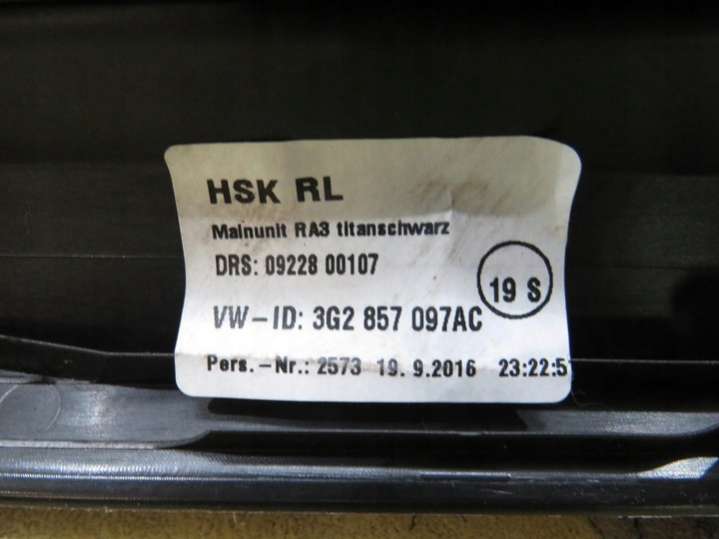 HSK RL
Mainunit RA3 titanschwarz
DRS: 09228 00107
19 S
VW-ID: 3G2 857 097AC
Pers.-Nr.: 2573 19. 9.2016 23:22:5